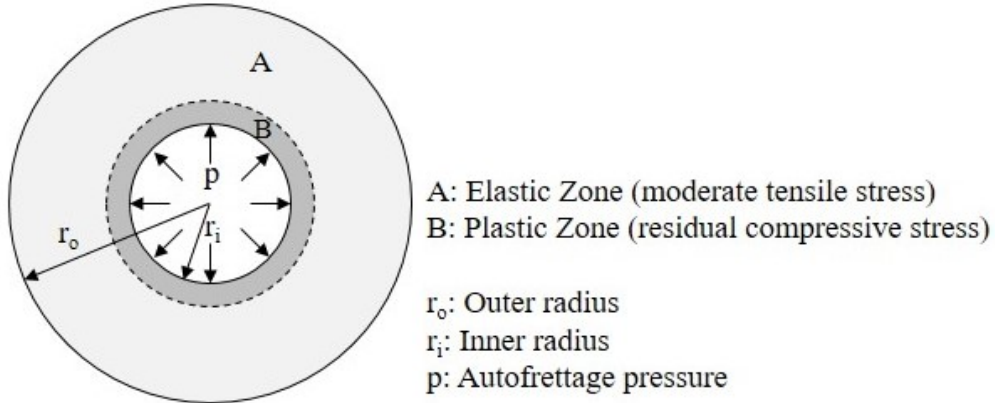 A
B
p
r_i
r_o
A: Elastic Zone (moderate tensile stress)
B: Plastic Zone (residual compressive stress)
r_o: Outer radius
r_i: Inner radius
p: Autofrettage pressure